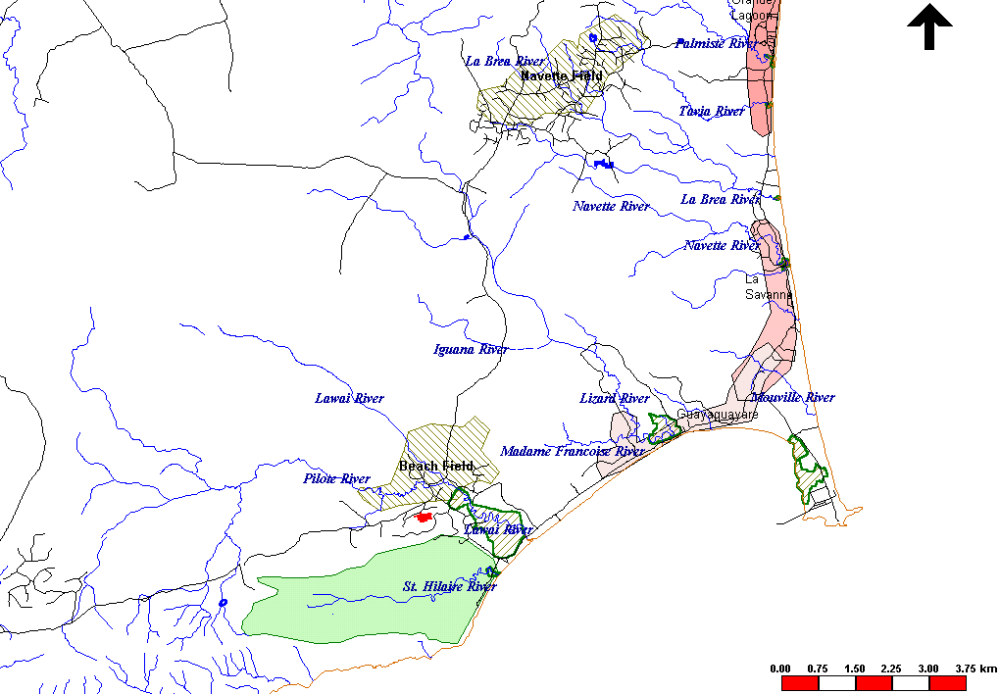 Grande
Lagoon
Palmiste River
La Brea River
Navette Field
Tavia River
La Brea River
Navette River
Navette River
La
Savanne
Iguana River
Lawai River
Lizard River
Mouville River
Guayaguayare
Madame Francoise River
Beach Field
Pilote River
Lawai River
St. Hilaire River
0.00 0.75 1.50 2.25 3.00 3.75 km